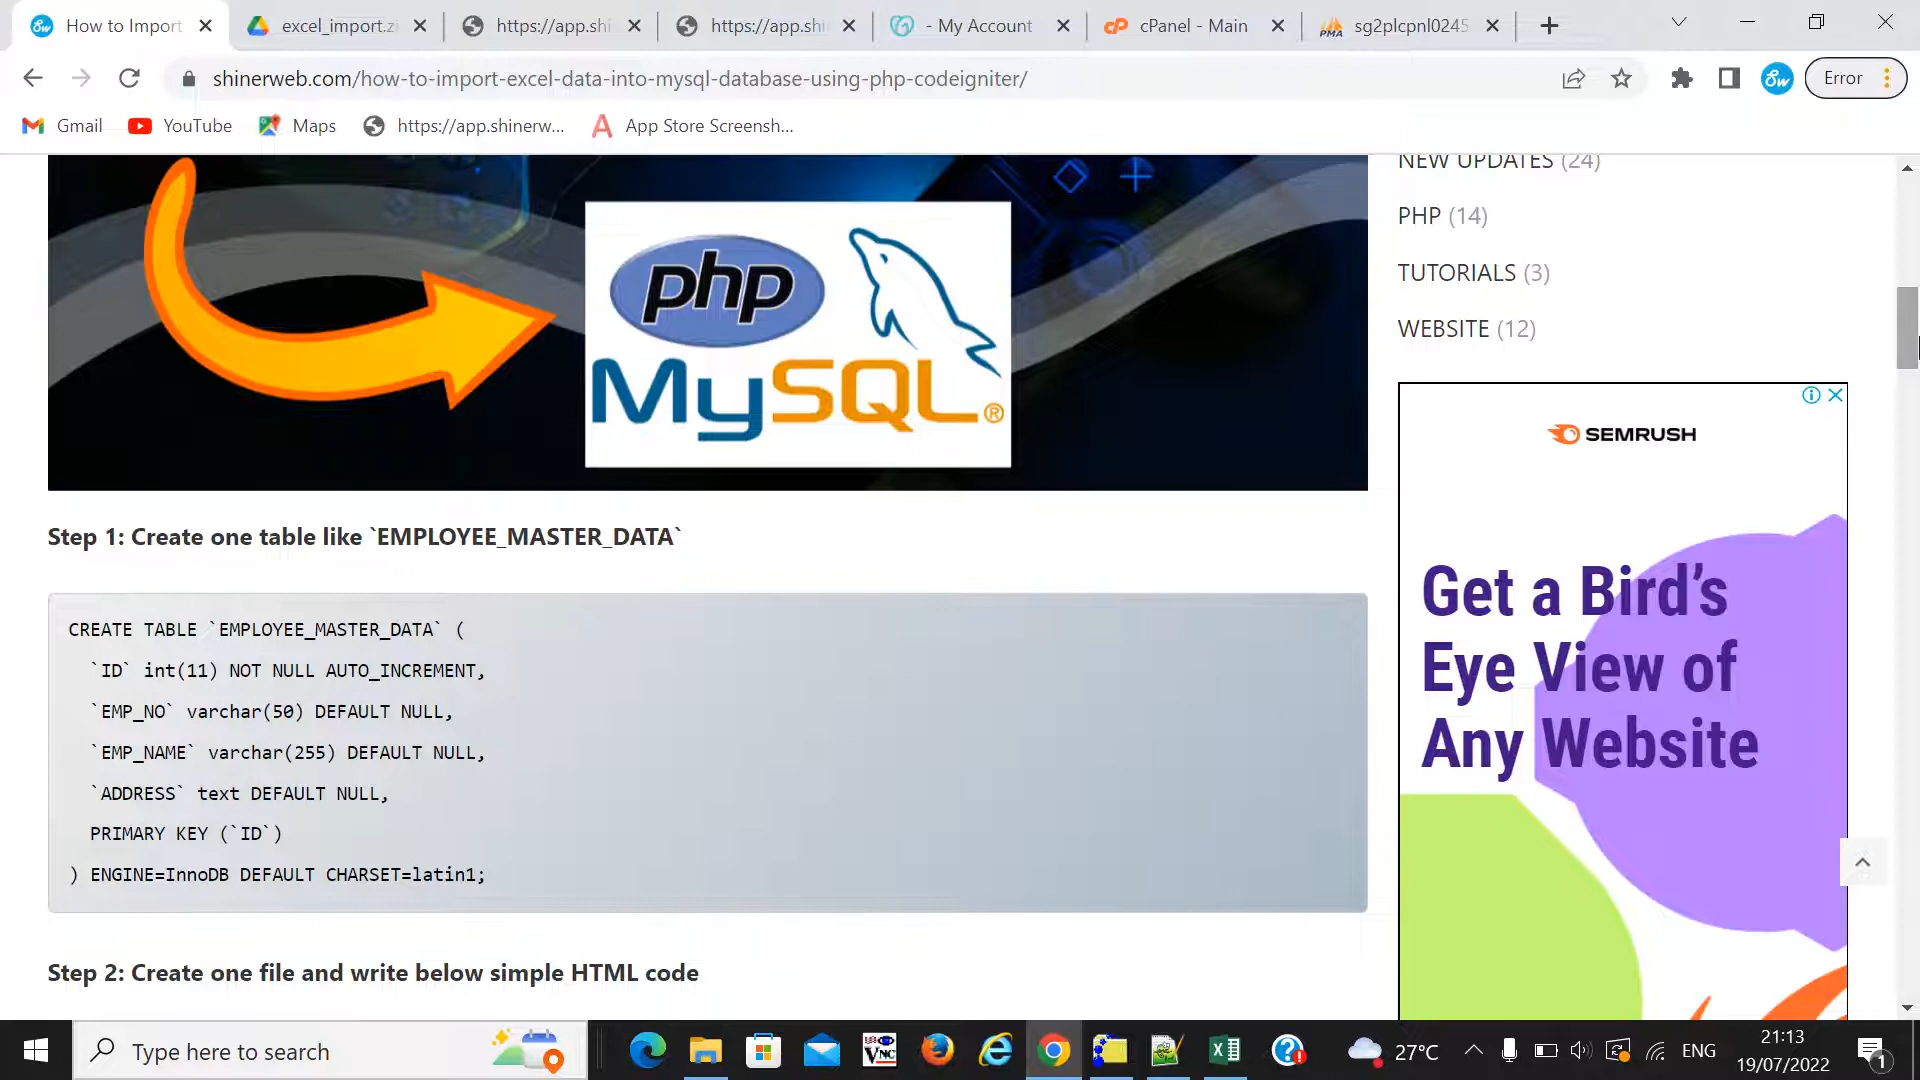 How to Import
excel_import.zi
https://app.shi
https://app.shi
- My Account
cPanel - Main
sg2plcpnl0245
shinerweb.com/how-to-import-excel-data-into-mysql-database-using-php-codeigniter/
Error
Gmail
YouTube
Maps
https://app.shinerw...
App Store Screensh...
php
MySQL®
NEW UPDATES (24)
PHP (14)
TUTORIALS (3)
WEBSITE (12)
SEMRUSH
Get a Bird's
Eye View of
Any Website
Step 1: Create one table like `EMPLOYEE_MASTER_DATA`
CREATE TABLE `EMPLOYEE_MASTER_DATA` (
`ID` int(11) NOT NULL AUTO_INCREMENT,
`EMP_NO` varchar(50) DEFAULT NULL,
`EMP_NAME` varchar(255) DEFAULT NULL,
`ADDRESS` text DEFAULT NULL,
PRIMARY KEY (`ID`)
) ENGINE=InnoDB DEFAULT CHARSET=latin1;
Step 2: Create one file and write below simple HTML code
Type here to search
27°C
ENG
21:13
19/07/2022
1